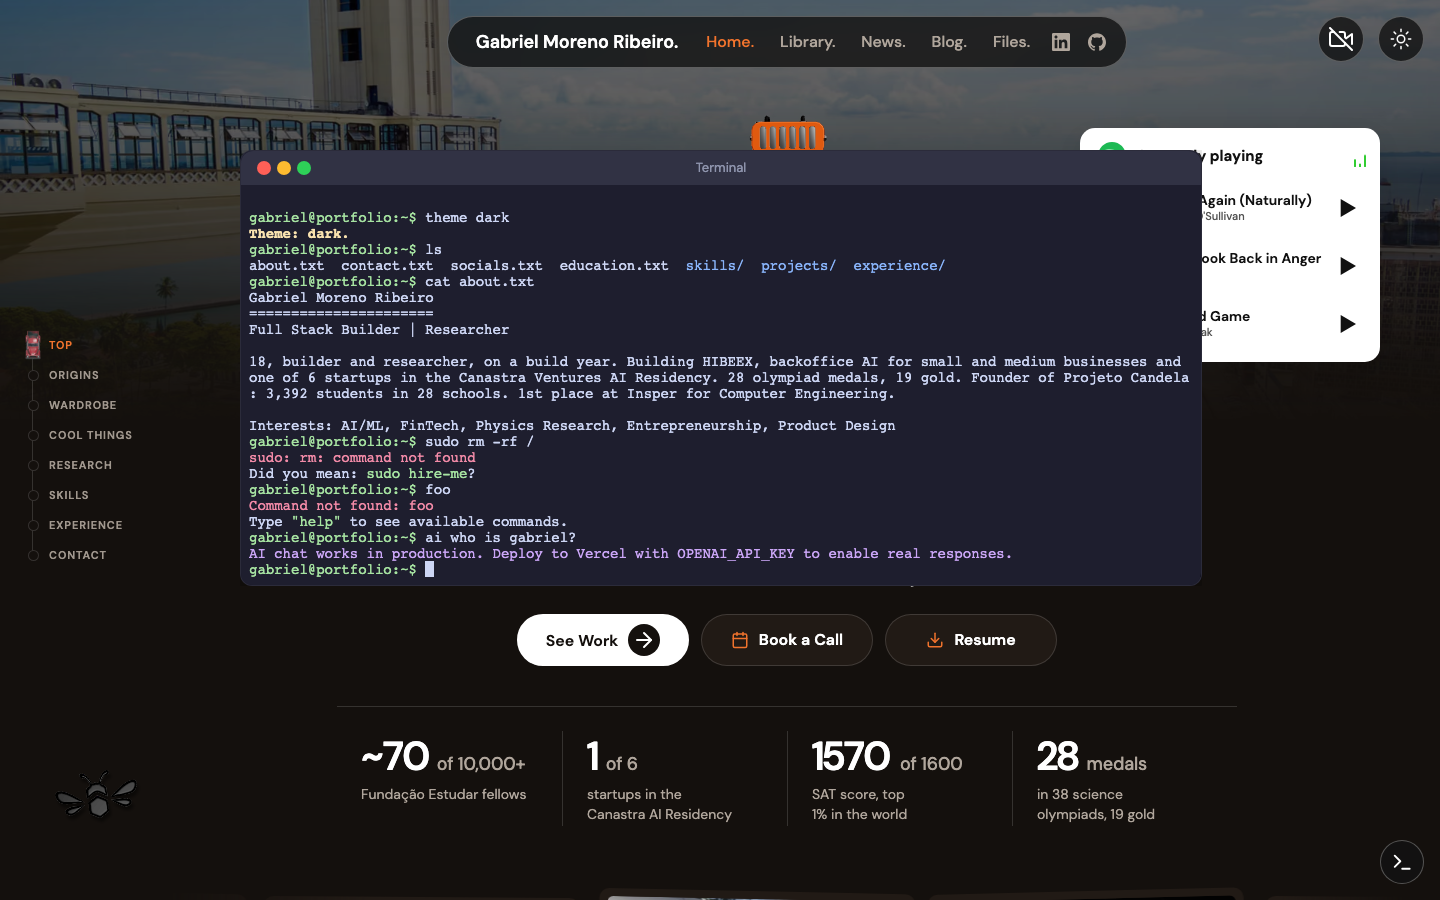 Gabriel Moreno Ribeiro. Home. Library. News. Blog. Files.
y playing
Again (Naturally)
O'Sullivan
ook Back in Anger
d Game
ak
Terminal
gabriel@portfolio:~$ theme dark
Theme: dark.
gabriel@portfolio:~$ ls
about.txt contact.txt socials.txt education.txt skills/ projects/ experience/
gabriel@portfolio:~$ cat about.txt
Gabriel Moreno Ribeiro
======================
Full Stack Builder | Researcher
18, builder and researcher, on a build year. Building HIBEEX, backoffice AI for small and medium businesses and
one of 6 startups in the Canastra Ventures AI Residency. 28 olympiad medals, 19 gold. Founder of Projeto Candela
: 3,392 students in 28 schools. 1st place at Insper for Computer Engineering.
Interests: AI/ML, FinTech, Physics Research, Entrepreneurship, Product Design
gabriel@portfolio:~$ sudo rm -rf /
sudo: rm: command not found
Did you mean: sudo hire-me?
gabriel@portfolio:~$ foo
Command not found: foo
Type "help" to see available commands.
gabriel@portfolio:~$ ai who is gabriel?
AI chat works in production. Deploy to Vercel with OPENAI_API_KEY to enable real responses.
gabriel@portfolio:~$
TOP
ORIGINS
WARDROBE
COOL THINGS
RESEARCH
SKILLS
EXPERIENCE
CONTACT
See Work
Book a Call
Resume
~70 of 10,000+
Fundação Estudar fellows
1 of 6
startups in the
Canastra AI Residency
1570 of 1600
SAT score, top
1% in the world
28 medals
in 38 science
olympiads, 19 gold